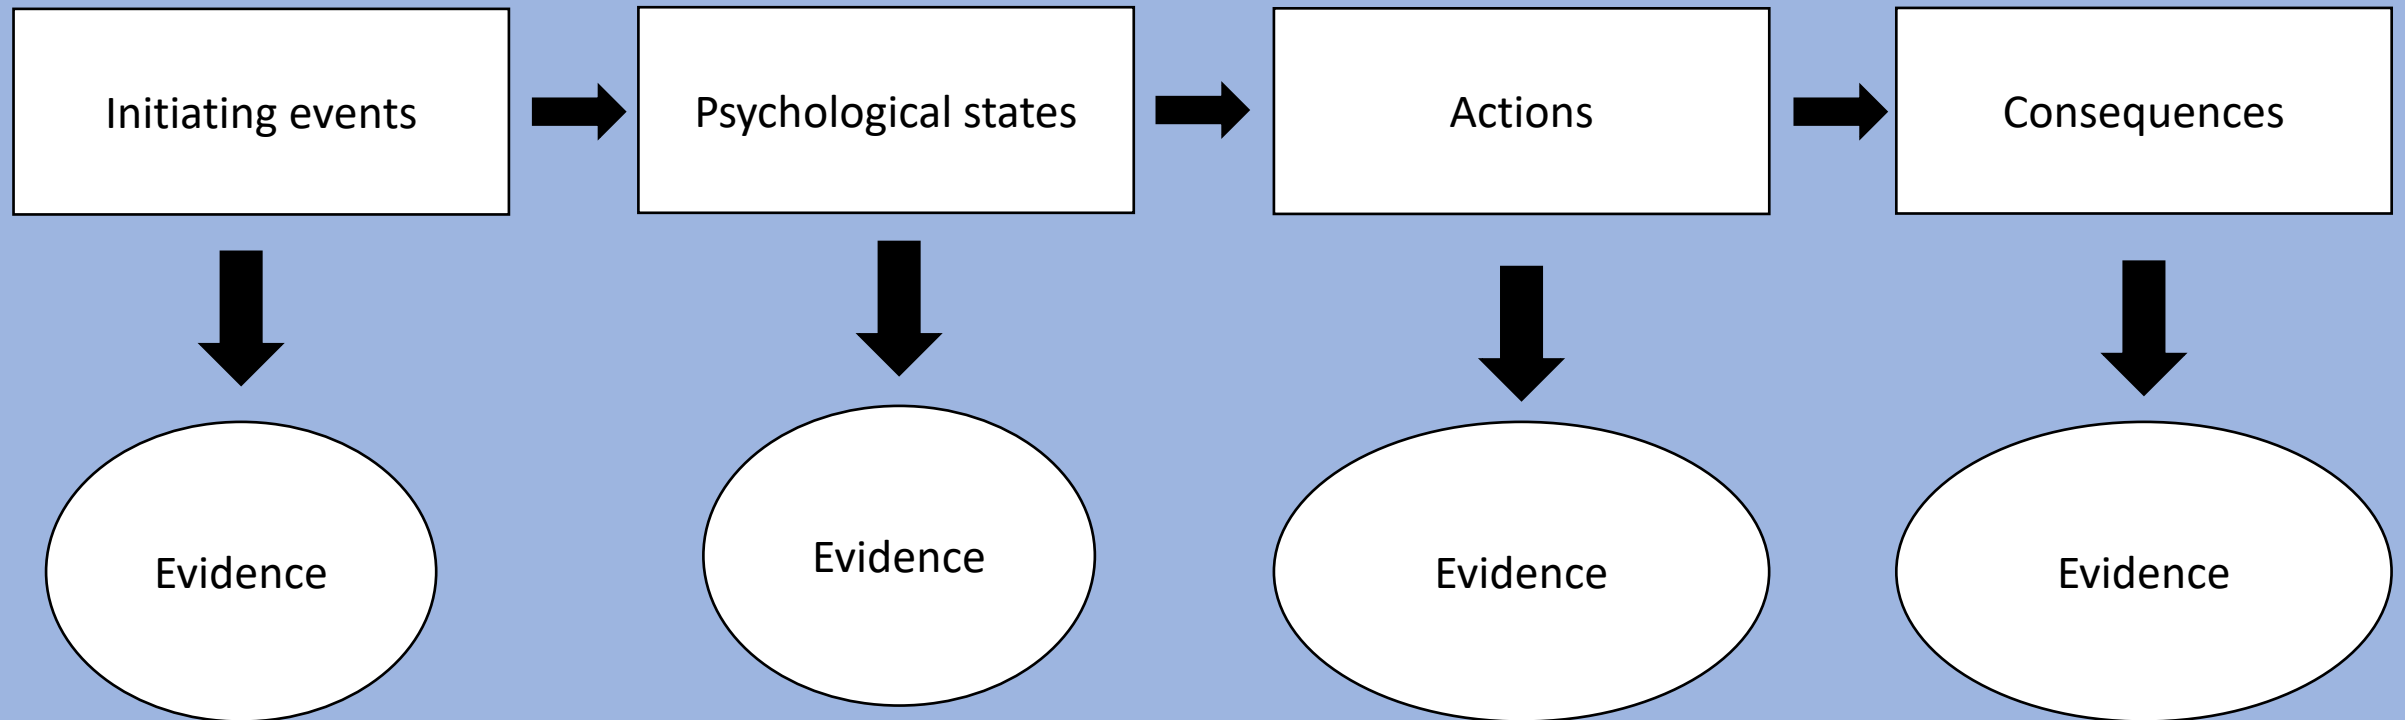 Initiating events
Psychological states
Actions
Consequences
Evidence
Evidence
Evidence
Evidence